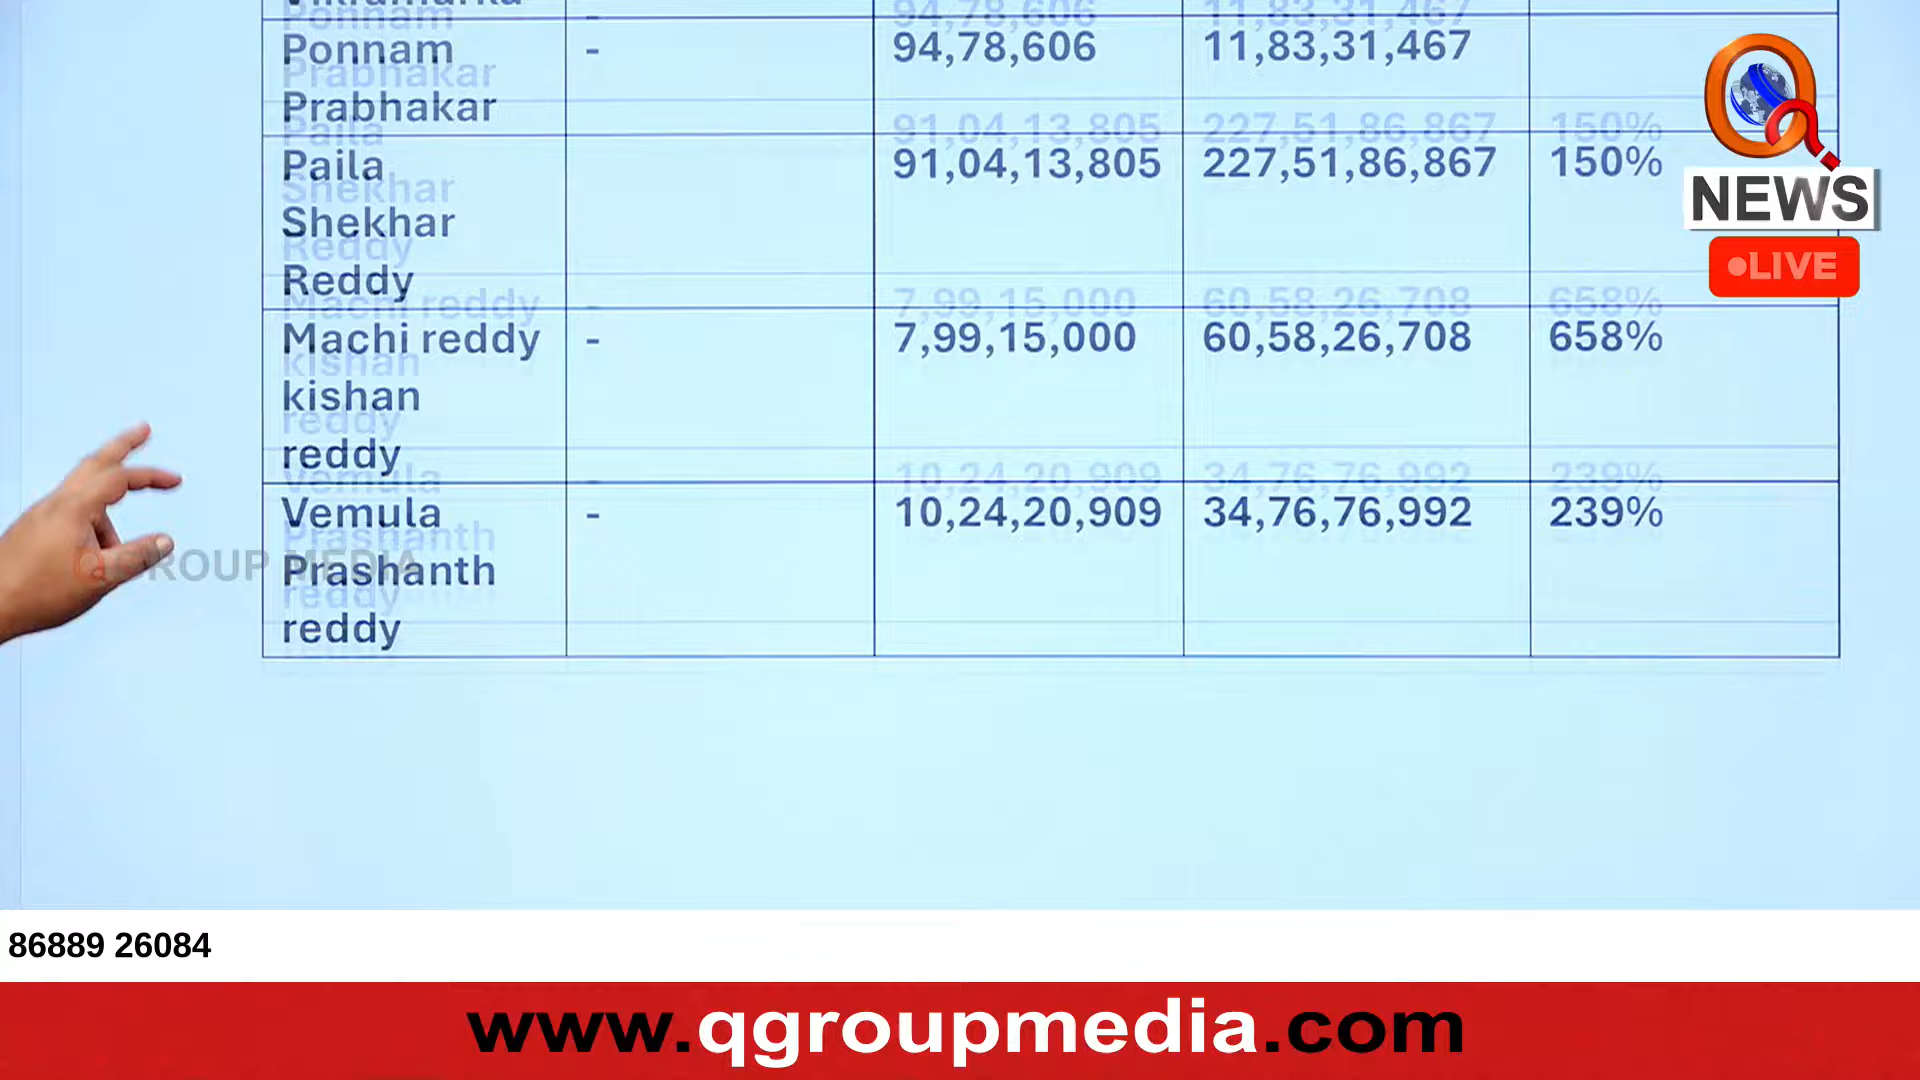 Ponnam - 94,78,606 11,83,31,467
Prabhakar
Paila 91,04,13,805 227,51,86,867 150%
Shekhar
Reddy
Machi reddy - 7,99,15,000 60,58,26,708 658%
kishan
reddy
Vemula - 10,24,20,909 34,76,76,992 239%
Prashanth
reddy
NEWS
LIVE
QGROUP MEDIA
86889 26084
www.qgroupmedia.com